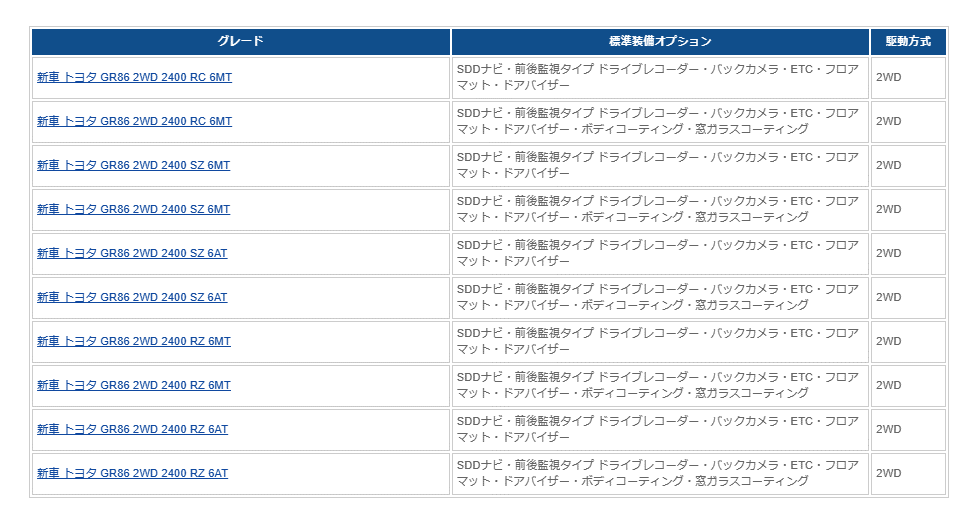 グレード 標準装備オプション 駆動方式
新車 トヨタ GR86 2WD 2400 RC 6MT
SDDナビ・前後監視タイプ ドライブレコーダー・バックカメラ・ETC・フロア
マット・ドアバイザー
2WD
新車 トヨタ GR86 2WD 2400 RC 6MT
SDDナビ・前後監視タイプ ドライブレコーダー・バックカメラ・ETC・フロア
マット・ドアバイザー・ボディコーティング・窓ガラスコーティング
2WD
新車 トヨタ GR86 2WD 2400 SZ 6MT
SDDナビ・前後監視タイプ ドライブレコーダー・バックカメラ・ETC・フロア
マット・ドアバイザー
2WD
新車 トヨタ GR86 2WD 2400 SZ 6MT
SDDナビ・前後監視タイプ ドライブレコーダー・バックカメラ・ETC・フロア
マット・ドアバイザー・ボディコーティング・窓ガラスコーティング
2WD
新車 トヨタ GR86 2WD 2400 SZ 6AT
SDDナビ・前後監視タイプ ドライブレコーダー・バックカメラ・ETC・フロア
マット・ドアバイザー
2WD
新車 トヨタ GR86 2WD 2400 SZ 6AT
SDDナビ・前後監視タイプ ドライブレコーダー・バックカメラ・ETC・フロア
マット・ドアバイザー・ボディコーティング・窓ガラスコーティング
2WD
新車 トヨタ GR86 2WD 2400 RZ 6MT
SDDナビ・前後監視タイプ ドライブレコーダー・バックカメラ・ETC・フロア
マット・ドアバイザー
2WD
新車 トヨタ GR86 2WD 2400 RZ 6MT
SDDナビ・前後監視タイプ ドライブレコーダー・バックカメラ・ETC・フロア
マット・ドアバイザー・ボディコーティング・窓ガラスコーティング
2WD
新車 トヨタ GR86 2WD 2400 RZ 6AT
SDDナビ・前後監視タイプ ドライブレコーダー・バックカメラ・ETC・フロア
マット・ドアバイザー
2WD
新車 トヨタ GR86 2WD 2400 RZ 6AT
SDDナビ・前後監視タイプ ドライブレコーダー・バックカメラ・ETC・フロア
マット・ドアバイザー・ボディコーティング・窓ガラスコーティング
2WD